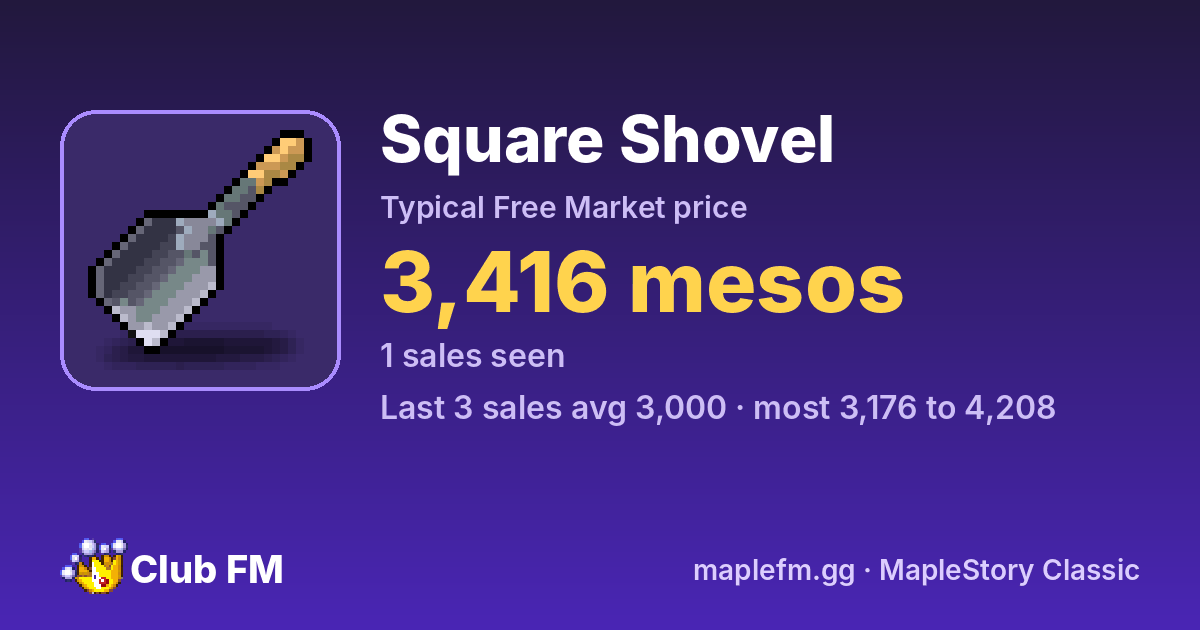 Square Shovel
Typical Free Market price
3,416 mesos
1 sales seen
Last 3 sales avg 3,000 · most 3,176 to 4,208
Club FM
maplefm.gg · MapleStory Classic